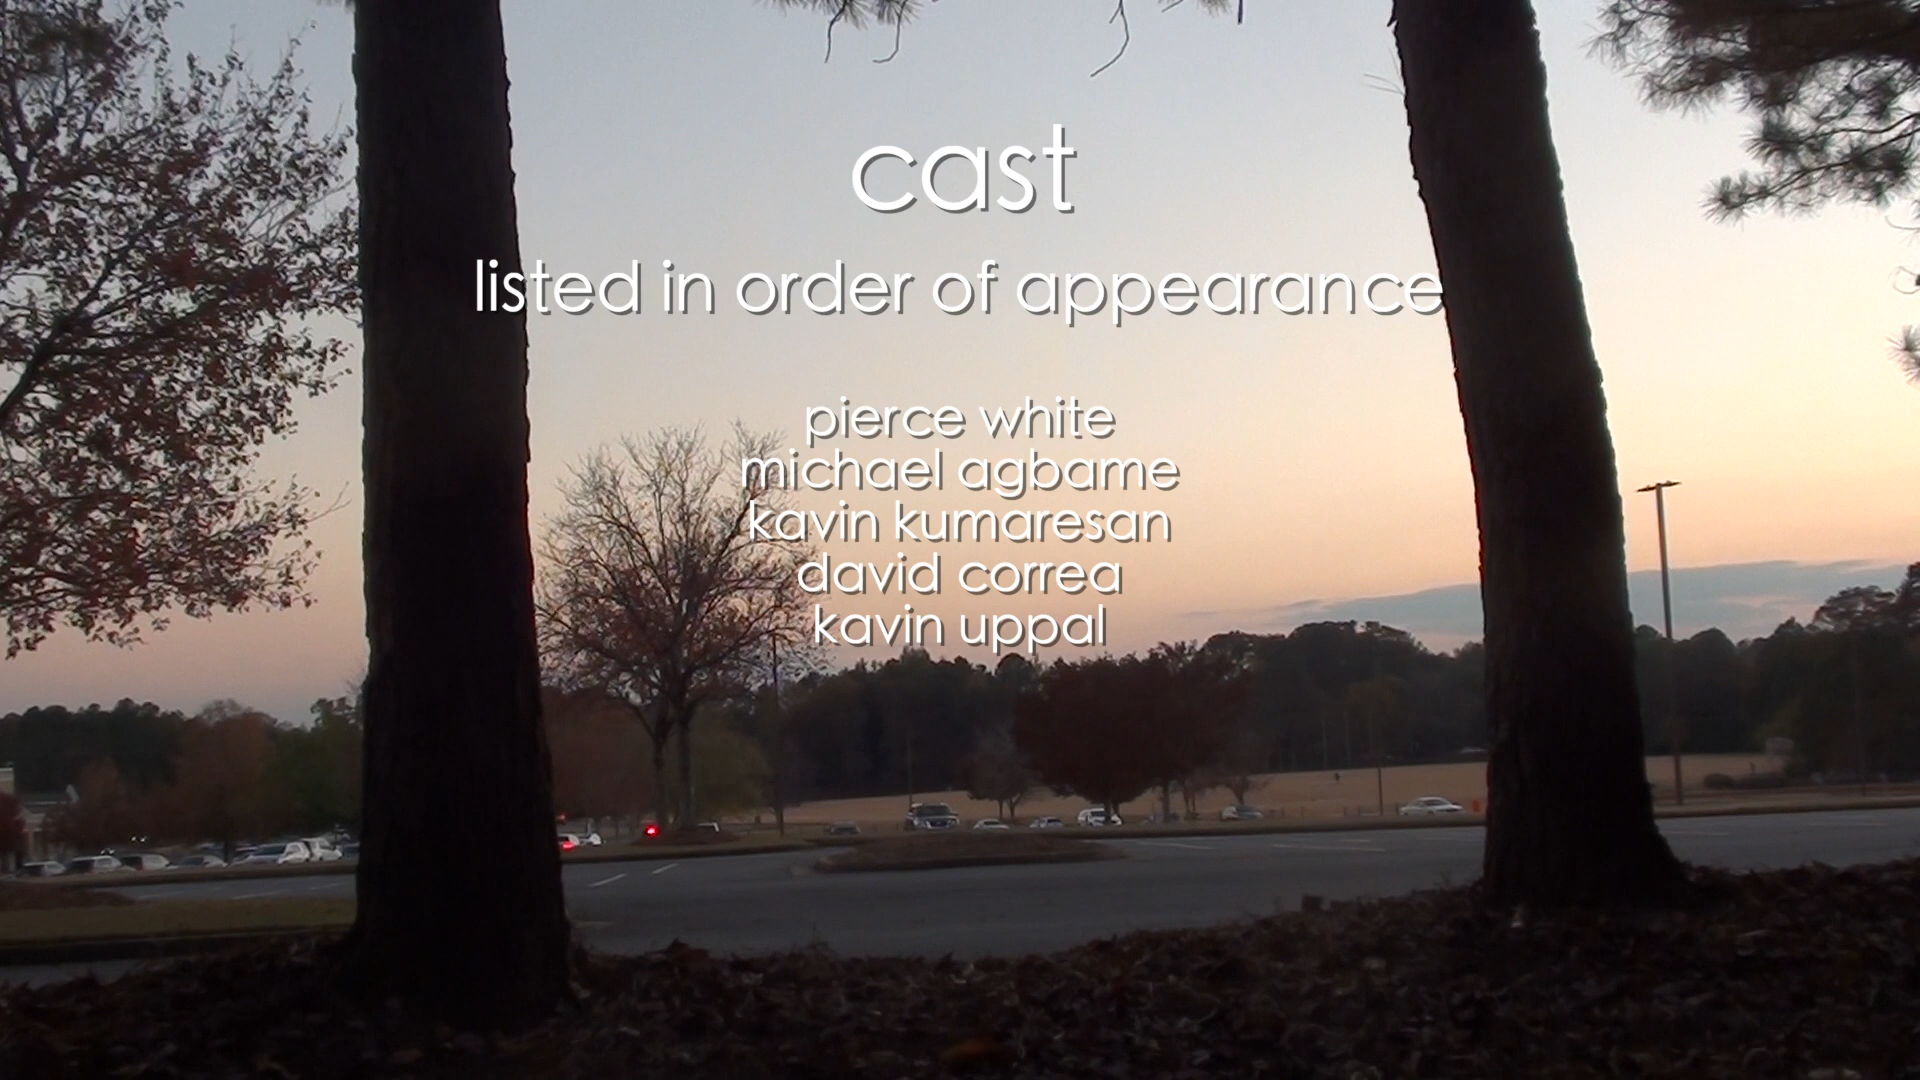 cast
listed in order of appearance
pierce white
michael agbame
kavin kumaresan
david correa
kavin uppal